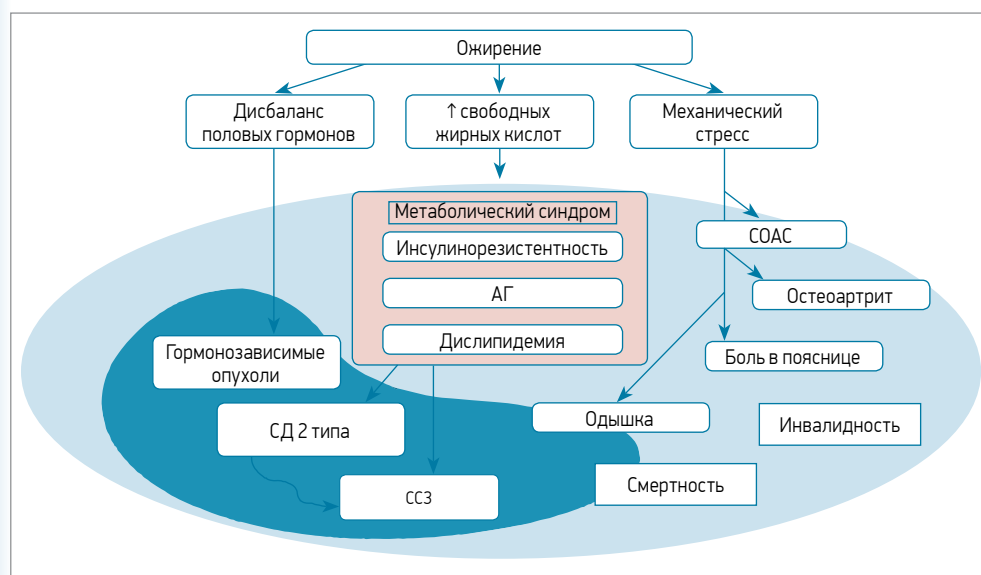 Ожирение
Дисбаланс
половых гормонов
↑ свободных
жирных кислот
Механический
стресс
Метаболический синдром
Инсулинорезистентность
АГ
Дислипидемия
СОАС
Остеоартрит
Боль в пояснице
Одышка
Гормонозависимые
опухоли
СД 2 типа
ССЗ
Инвалидность
Смертность